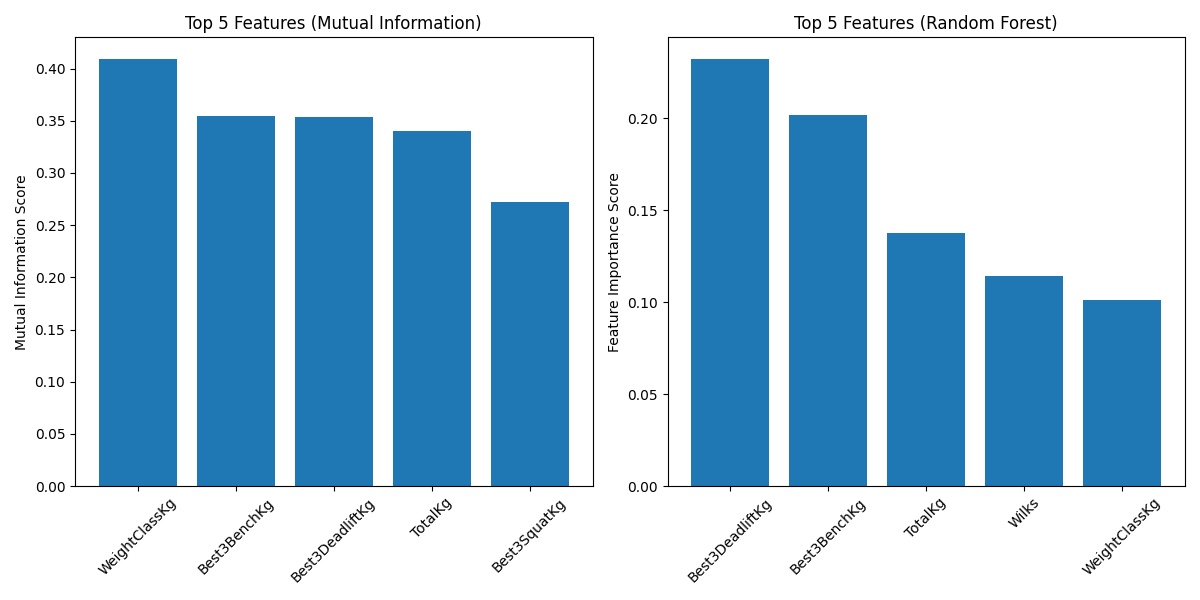 Top 5 Features (Mutual Information)
Mutual Information Score
0.40
0.35
0.30
0.25
0.20
0.15
0.10
0.05
0.00
WeightClassKg
Best3BenchKg
Best3DeadliftKg
TotalKg
Best3SquatKg
Top 5 Features (Random Forest)
Feature Importance Score
0.20
0.15
0.10
0.05
0.00
Best3DeadliftKg
Best3BenchKg
TotalKg
Wilks
WeightClassKg